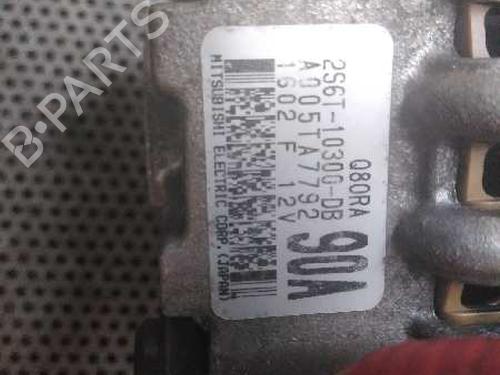 Q80RA
2S6T-10300-DB
A005TA7792
1602 F 12V
90A
MITSUBISHI ELECTRIC CORP.(JAPAN)
B-PARTS